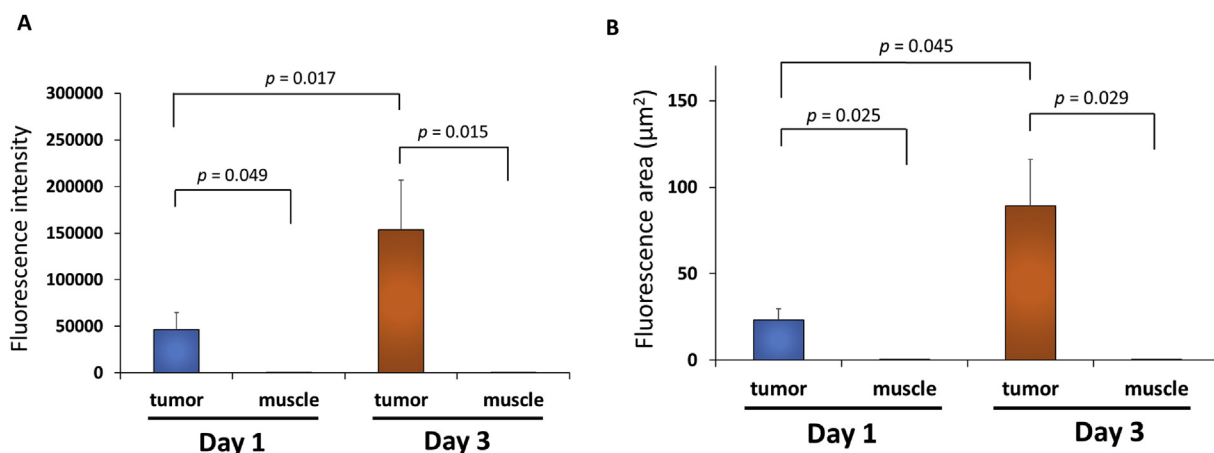 A
p = 0.017
p = 0.015
p = 0.049
Fluorescence intensity
300000
250000
200000
150000
100000
50000
0
tumor muscle tumor muscle
Day 1 Day 3
B
p = 0.045
p = 0.029
p = 0.025
Fluorescence area (µm²)
150
100
50
0
tumor muscle tumor muscle
Day 1 Day 3